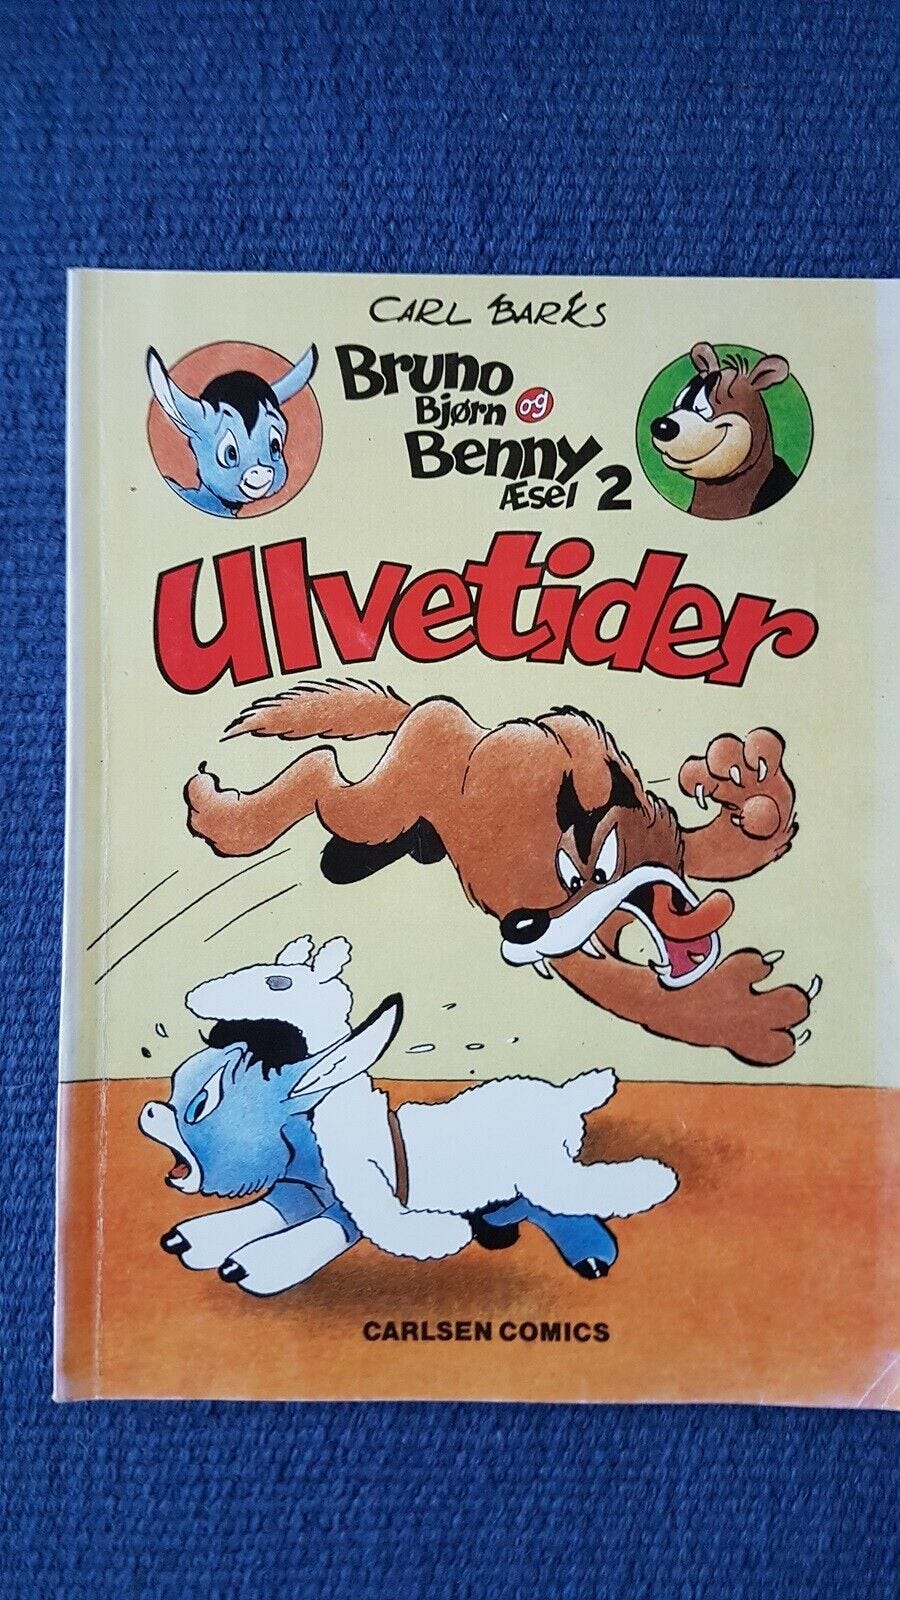 CARL BARKS
Bruno
Bjørn og
Benny
Æsel 2
Ulvetider
CARLSEN COMICS